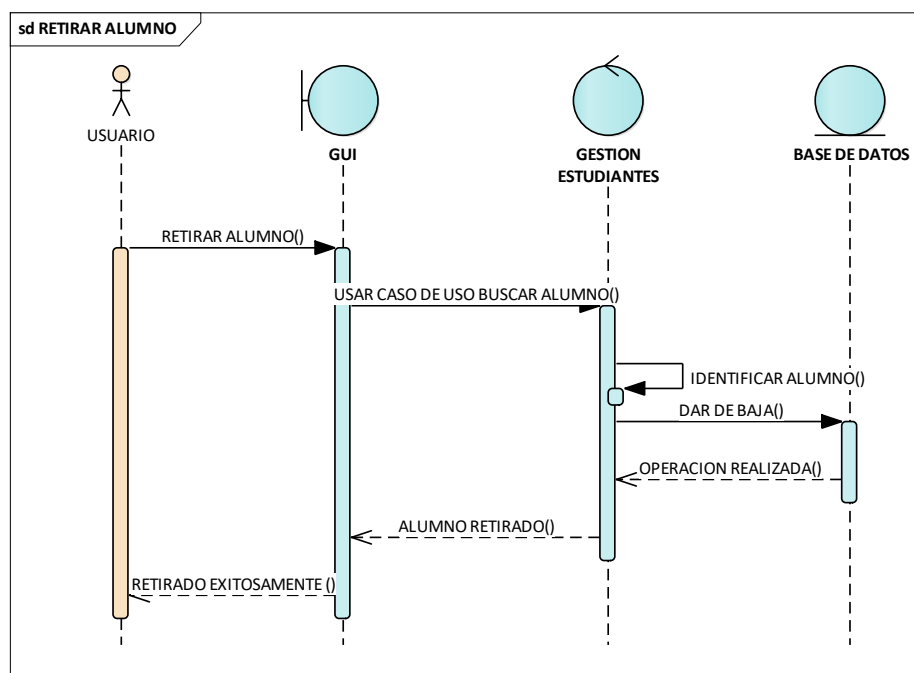 sd RETIRAR ALUMNO
USUARIO
GUI
GESTION
ESTUDIANTES
BASE DE DATOS
RETIRAR ALUMNO()
USAR CASO DE USO BUSCAR ALUMNO()
IDENTIFICAR ALUMNO()
DAR DE BAJA()
OPERACION REALIZADA()
ALUMNO RETIRADO()
RETIRADO EXITOSAMENTE ()